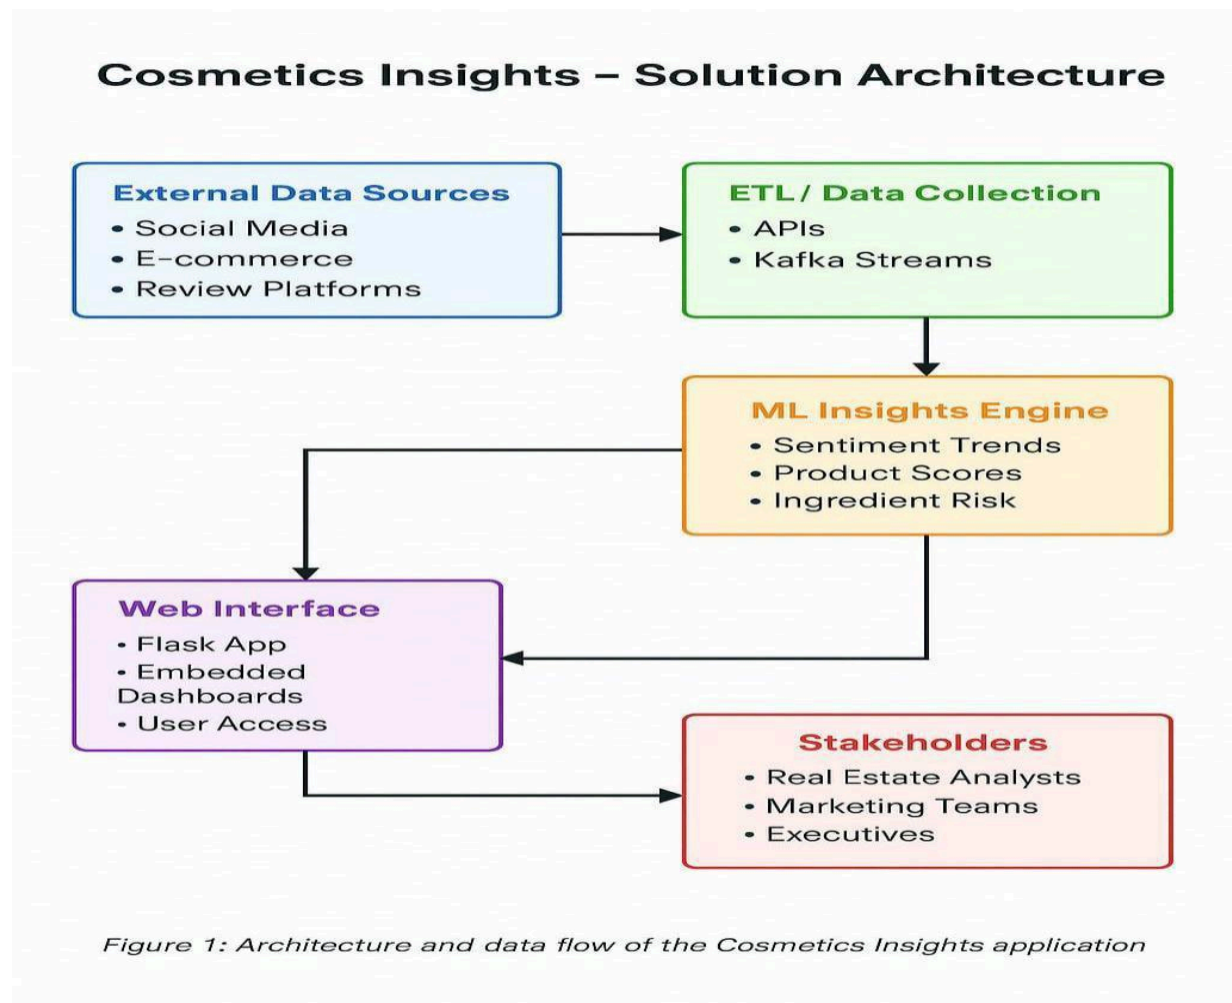 Cosmetics Insights – Solution Architecture
External Data Sources
• Social Media
• E-commerce
• Review Platforms
ETL / Data Collection
• APIs
• Kafka Streams
ML Insights Engine
• Sentiment Trends
• Product Scores
• Ingredient Risk
Web Interface
• Flask App
• Embedded
Dashboards
• User Access
Stakeholders
• Real Estate Analysts
• Marketing Teams
• Executives
Figure 1: Architecture and data flow of the Cosmetics Insights application